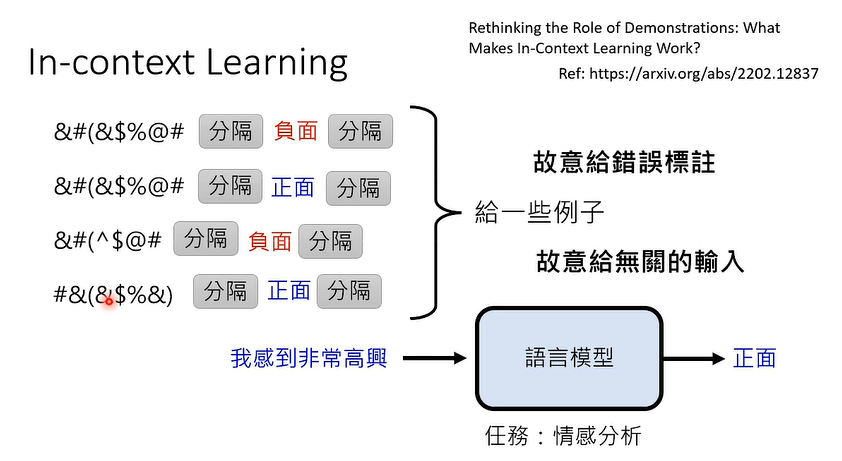 Rethinking the Role of Demonstrations: What
Makes In-Context Learning Work?
Ref: https://arxiv.org/abs/2202.12837
In-context Learning
&#(&$%@# 分隔 負面 分隔
&#(&$%@# 分隔 正面 分隔
&#(^$@# 分隔 負面 分隔
#&(&$%&) 分隔 正面 分隔
故意給錯誤標註
給一些例子
故意給無關的輸入
我感到非常高興 語言模型 正面
任務：情感分析